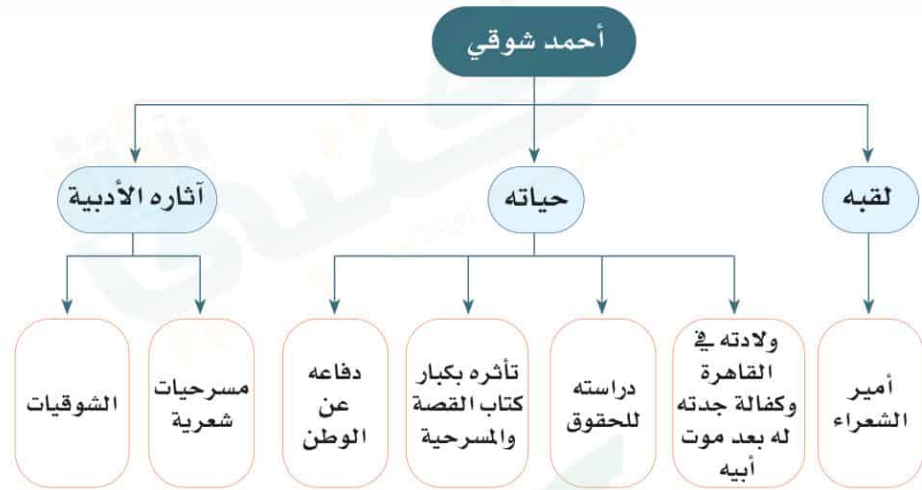 أحمد شوقي
لقبه
حياته
آثاره الأدبية
أمير
الشعراء
ولادته في
القاهرة
وكفالة جدته
له بعد موت
أبيه
دراسته
للحقوق
تأثره بكبار
كتاب القصة
والمسرحية
دفاعه
عن
الوطن
مسرحيات
شعرية
الشوقيات